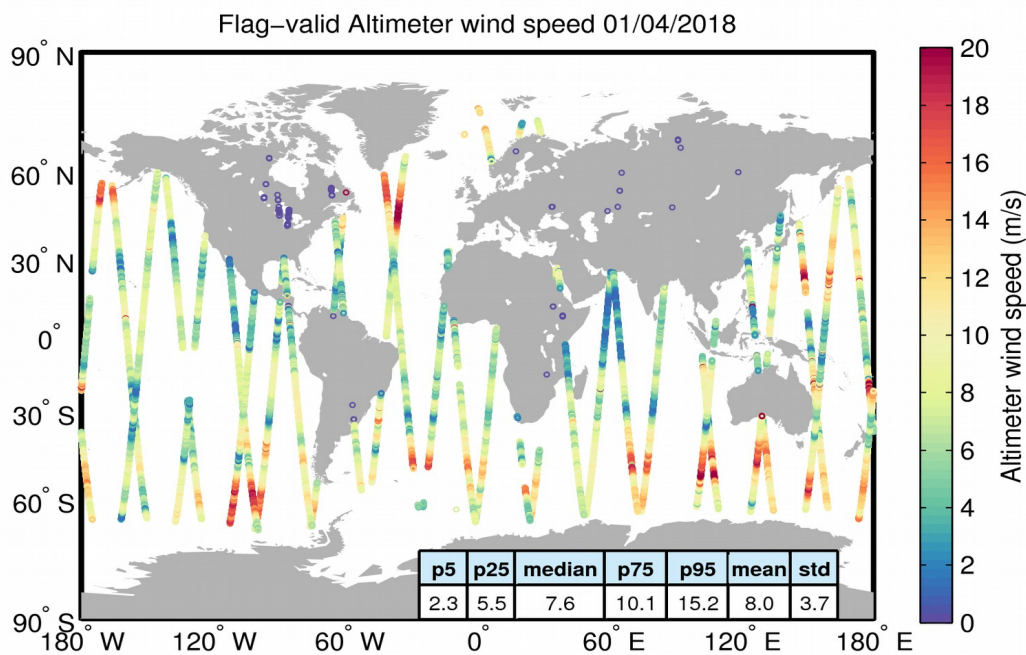 Flag-valid Altimeter wind speed 01/04/2018
90° N
60° N
30° N
0°
30° S
60° S
90° S
180° W
120° W
60° W
0°
60° E
120° E
180° E
p5 p25 median p75 p95 mean std
2.3 5.5 7.6 10.1 15.2 8.0 3.7
20
18
16
14
12
10
8
6
4
2
0
Altimeter wind speed (m/s)